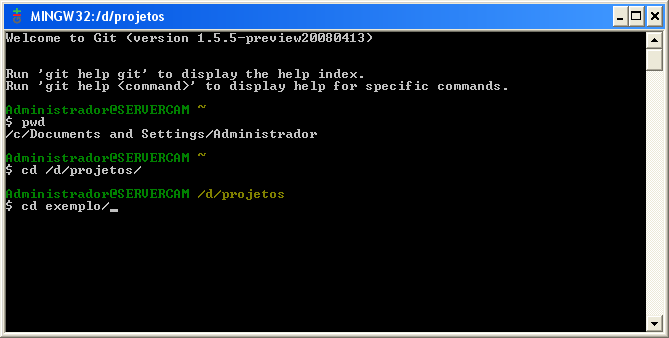 MINGW32:/d/projetos
Welcome to Git (version 1.5.5-preview20080413)
Run 'git help git' to display the help index.
Run 'git help <command>' to display help for specific commands.
Administrador@SERVERCAM ~
$ pwd
/c/Documents and Settings/Administrador
Administrador@SERVERCAM ~
$ cd /d/projetos/
Administrador@SERVERCAM /d/projetos
$ cd exemplo/